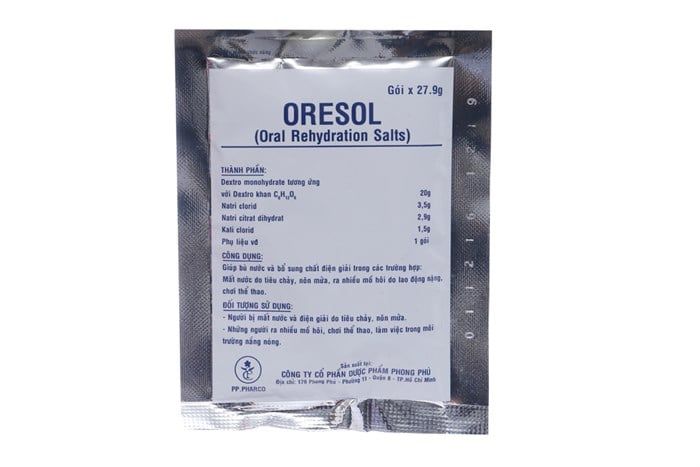 Gói x 27.9g
ORESOL
(Oral Rehydration Salts)
THÀNH PHẦN:
Dextro monohydrate tương ứng
với Dextro khan C₆H₁₂O₆ 20g
Natri clorid 3,5g
Natri citrat dihydrat 2,9g
Kali clorid 1,5g
Phụ liệu vđ 1 gói
CÔNG DỤNG:
Giúp bù nước và bổ sung chất điện giải trong các trường hợp:
Mất nước do tiêu chảy, nôn mửa, ra nhiều mồ hôi do lao động nặng,
chơi thể thao.
ĐỐI TƯỢNG SỬ DỤNG:
- Người bị mất nước và điện giải do tiêu chảy, nôn mửa.
- Những người ra nhiều mồ hôi, chơi thể thao, làm việc trong môi
trường nắng nóng.
PP.PHARCO
Sản xuất tại:
CÔNG TY CỔ PHẦN DƯỢC PHẨM PHONG PHÚ
Địa chỉ: 179 Phong Phú - Phường 11 - Quận 8 - TP.Hồ Chí Minh
011216 1219